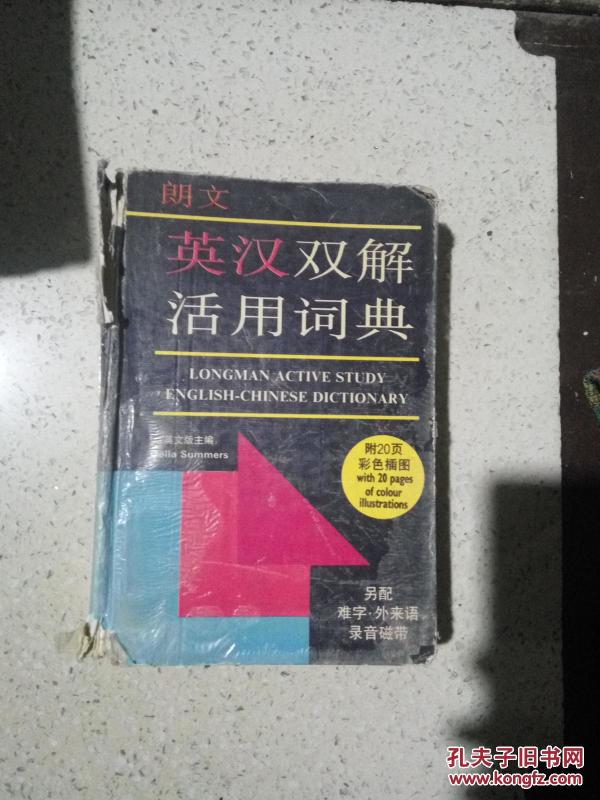 朗文
英汉双解
活用词典
LONGMAN ACTIVE STUDY
ENGLISH-CHINESE DICTIONARY
英文版主编
Della Summers
附20页
彩色插图
with 20 pages
of colour
illustrations
另配
难字·外来语
录音磁带
孔夫子旧书网
www.kongfz.com